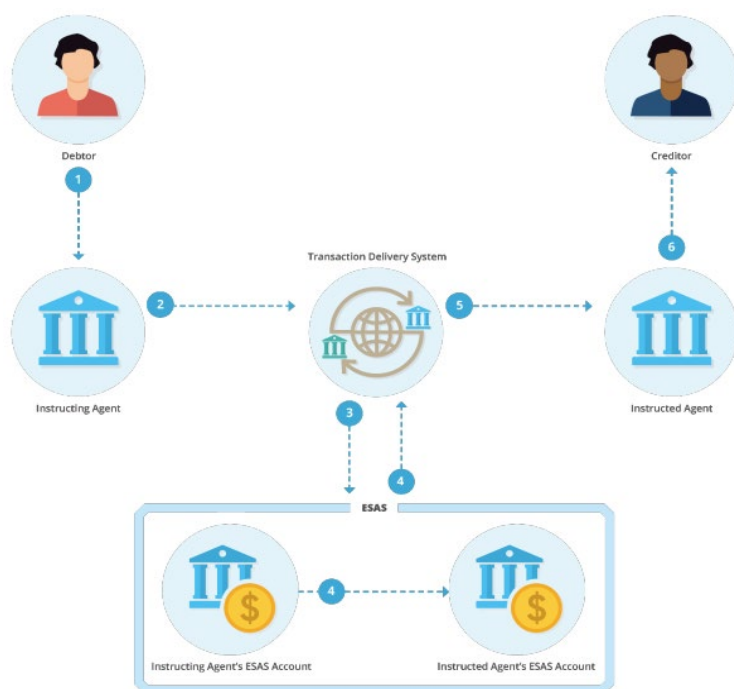 Debtor
Creditor
1
Transaction Delivery System
6
2
5
Instructing Agent
Instructed Agent
3
4
ESAS
4
$
$
Instructing Agent's ESAS Account
Instructed Agent's ESAS Account